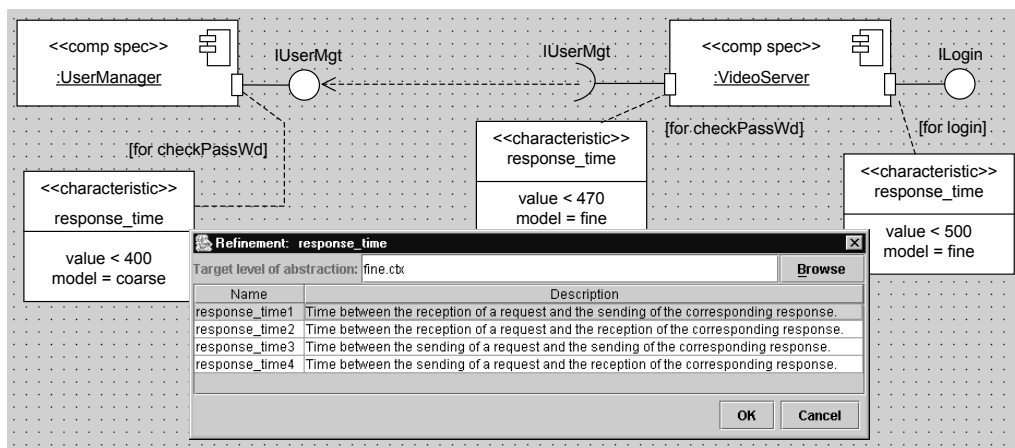 <<comp spec>>
:UserManager
IUserMgt
IUserMgt
<<comp spec>>
:VideoServer
ILogin
[for checkPassWd]
[for checkPassWd]
[for login]
<<characteristic>>
response_time
value < 400
model = coarse
<<characteristic>>
response_time
value < 470
model = fine
<<characteristic>>
response_time
value < 500
model = fine
Refinement: response_time
Target level of abstraction: fine.ctx Browse
Name Description
response_time1 Time between the reception of a request and the sending of the corresponding response.
response_time2 Time between the reception of a request and the reception of the corresponding response.
response_time3 Time between the sending of a request and the sending of the corresponding response.
response_time4 Time between the sending of a request and the reception of the corresponding response.
OK Cancel